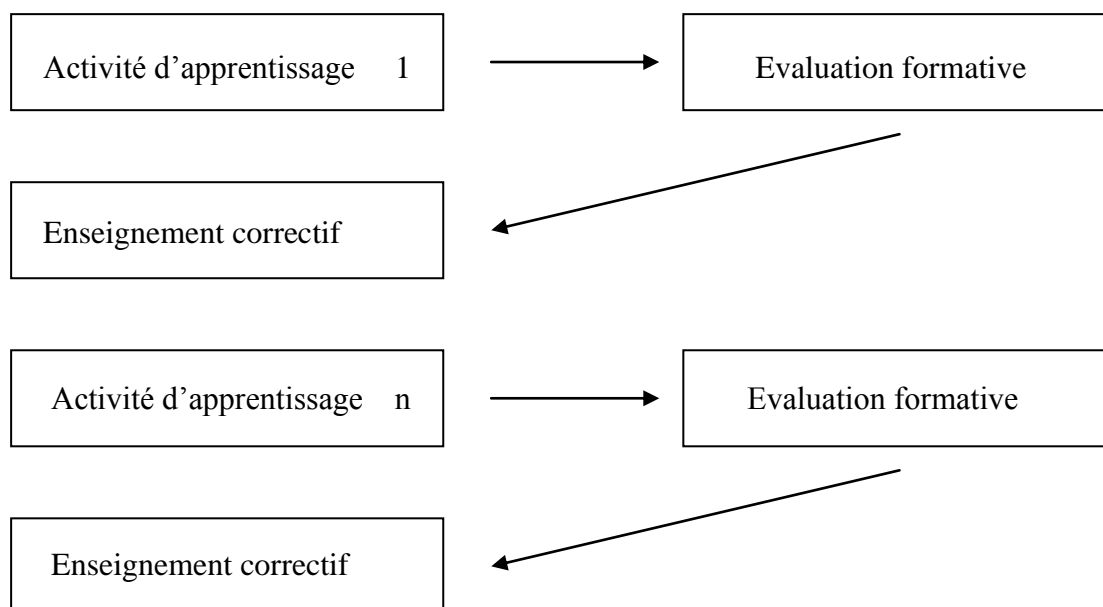 Activité d’apprentissage 1
Evaluation formative
Enseignement correctif
Activité d’apprentissage n
Evaluation formative
Enseignement correctif